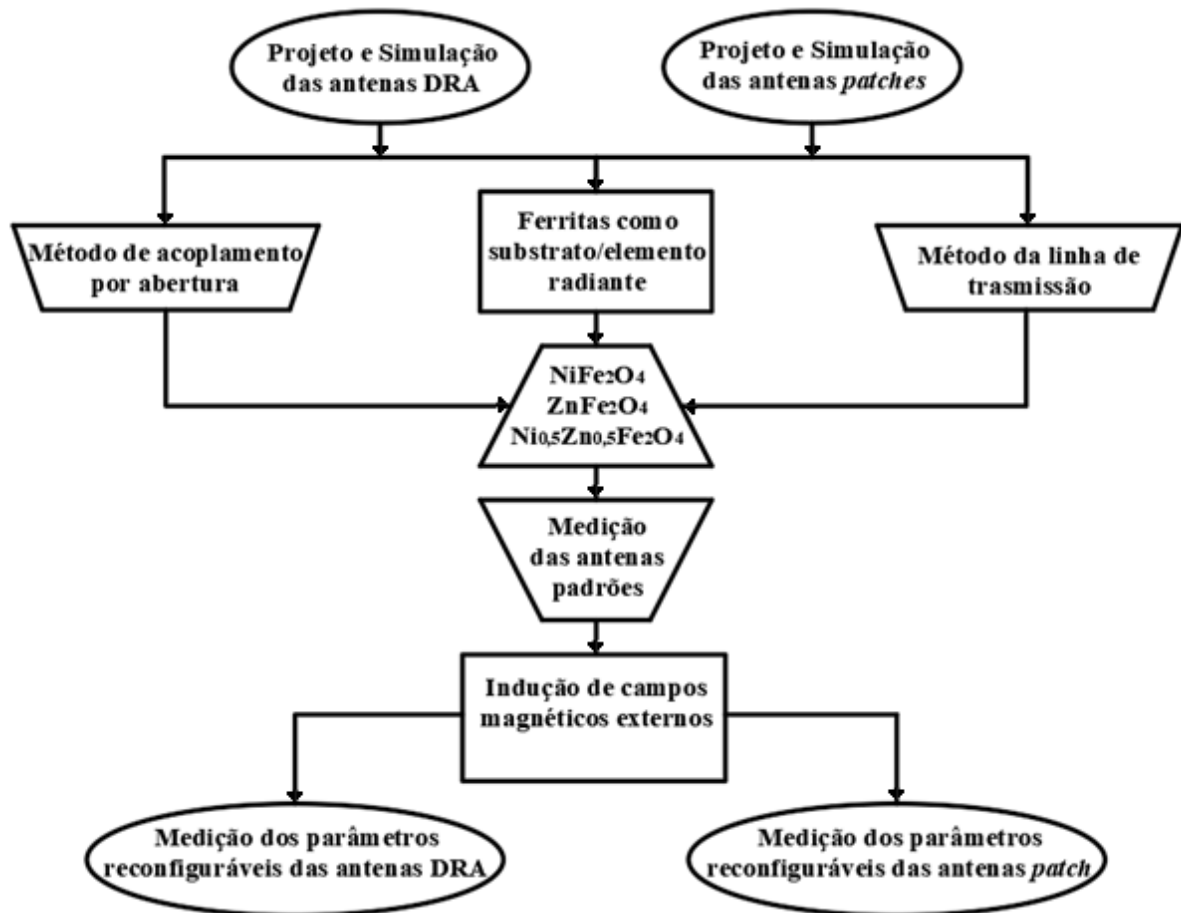 Projeto e Simulação
das antenas DRA
Projeto e Simulação
das antenas patches
Método de acoplamento
por abertura
Ferritas como
substrato/elemento
radiante
Método da linha de
trasmissão
NiFe₂O₄
ZnFe₂O₄
Ni₀,₅Zn₀,₅Fe₂O₄
Medição
das antenas
padrões
Indução de campos
magnéticos externos
Medição dos parâmetros
reconfiguráveis das antenas DRA
Medição dos parâmetros
reconfiguráveis das antenas patch